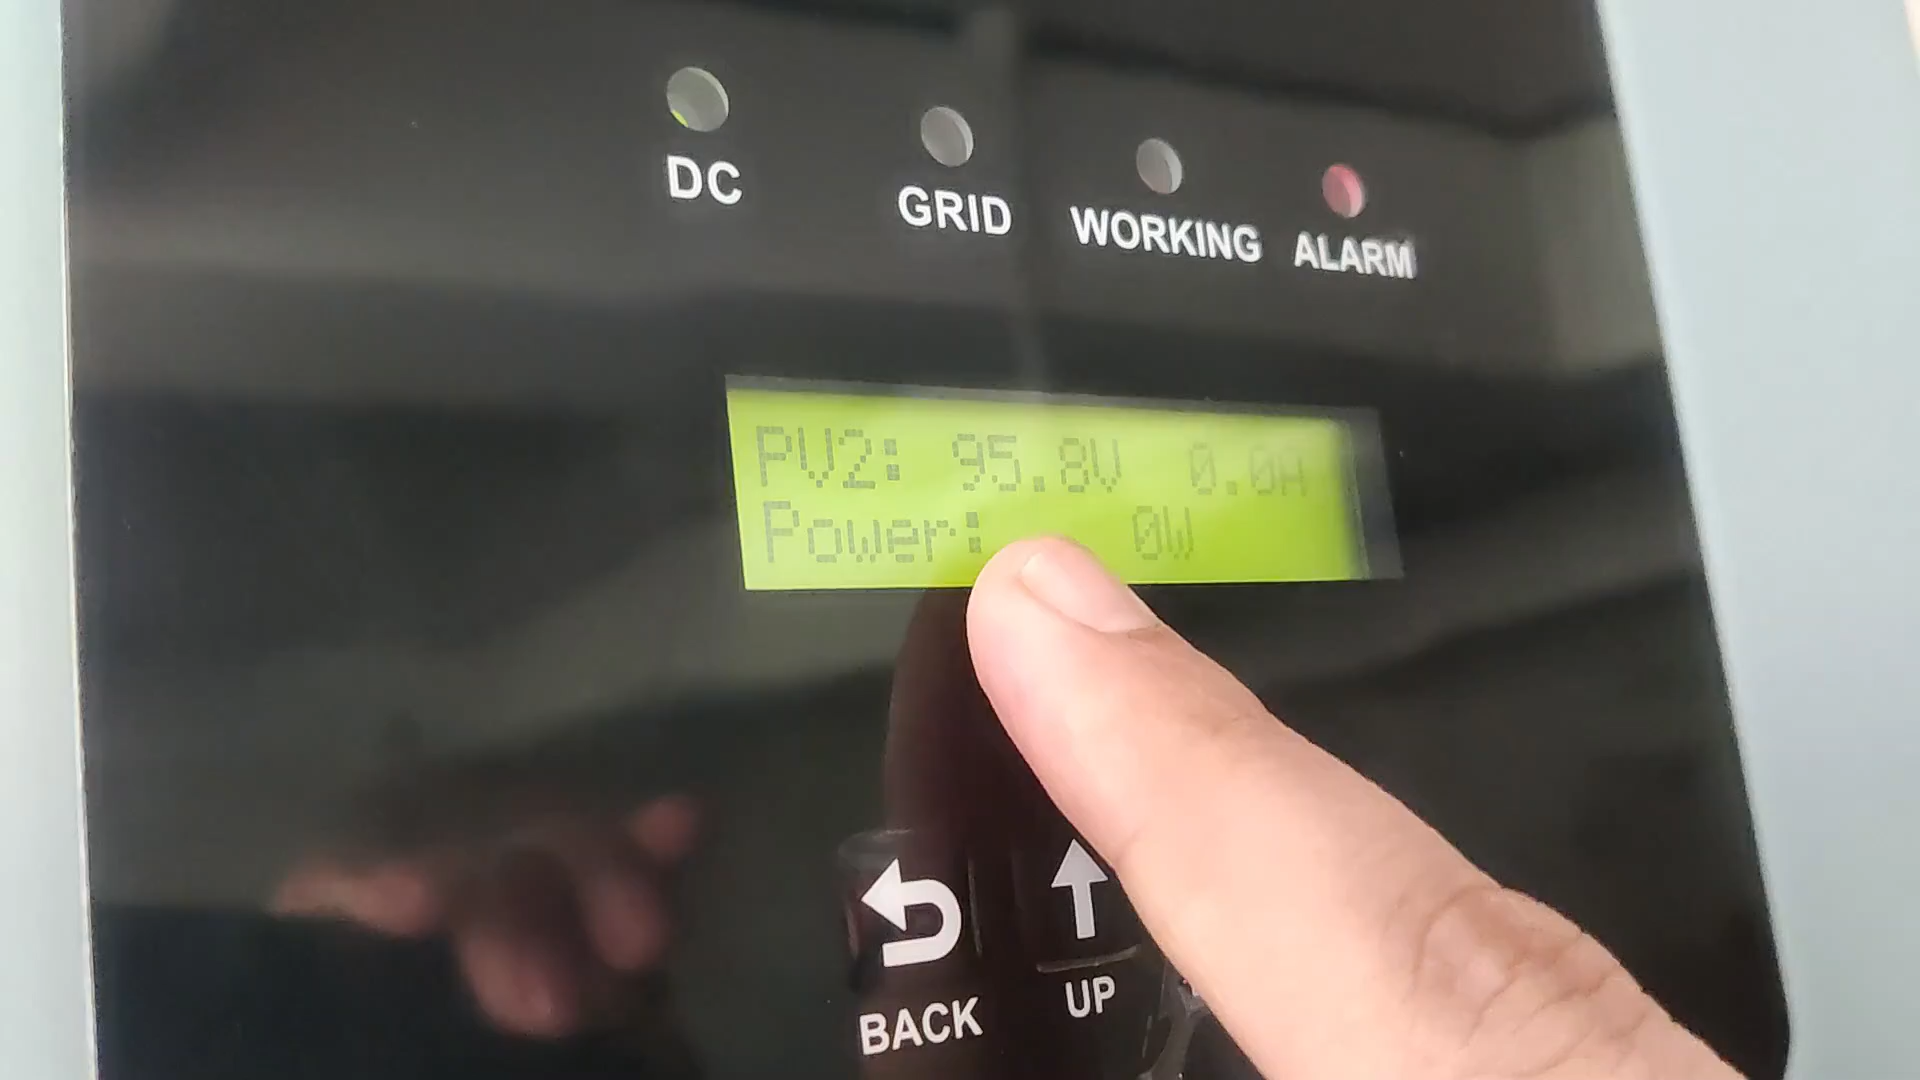 DC
GRID
WORKING
ALARM
PV2: 95.8V 0.0A
Power: 0W
BACK
UP